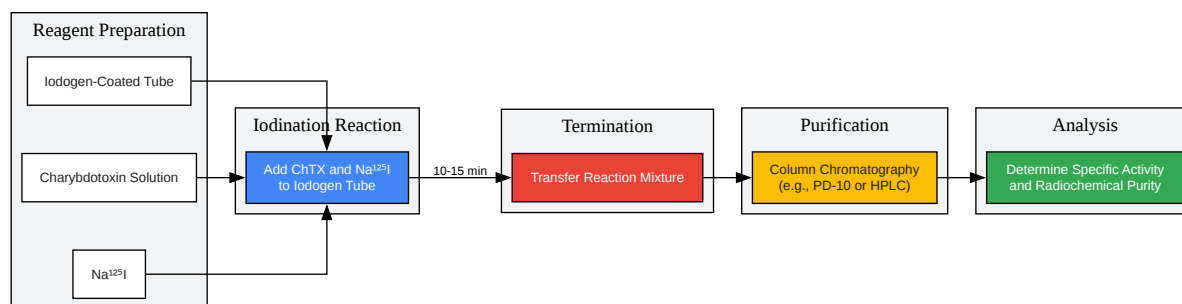 Reagent Preparation
Iodogen-Coated Tube
Charybdotoxin Solution
Na¹²⁵I
Iodination Reaction
Add ChTX and Na¹²⁵I
to Iodogen Tube
10-15 min
Termination
Transfer Reaction Mixture
Purification
Column Chromatography
(e.g., PD-10 or HPLC)
Analysis
Determine Specific Activity
and Radiochemical Purity